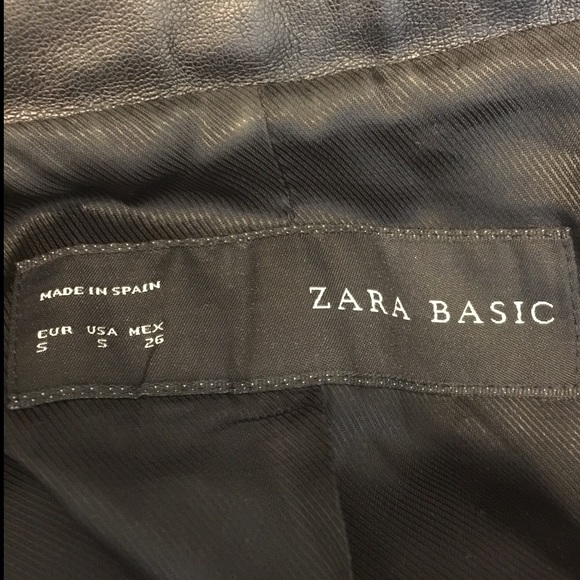 MADE IN SPAIN
EUR USA MEX
S S 26
ZARA BASIC